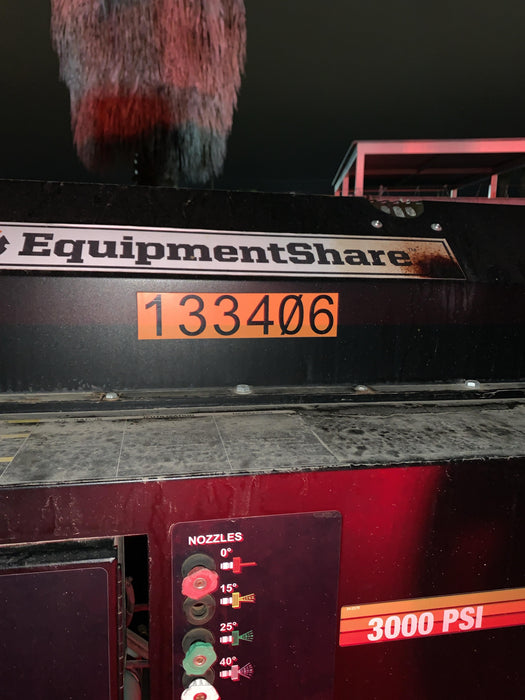 EquipmentShare
133406
NOZZLES
0°
15°
25°
40°
3000 PSI